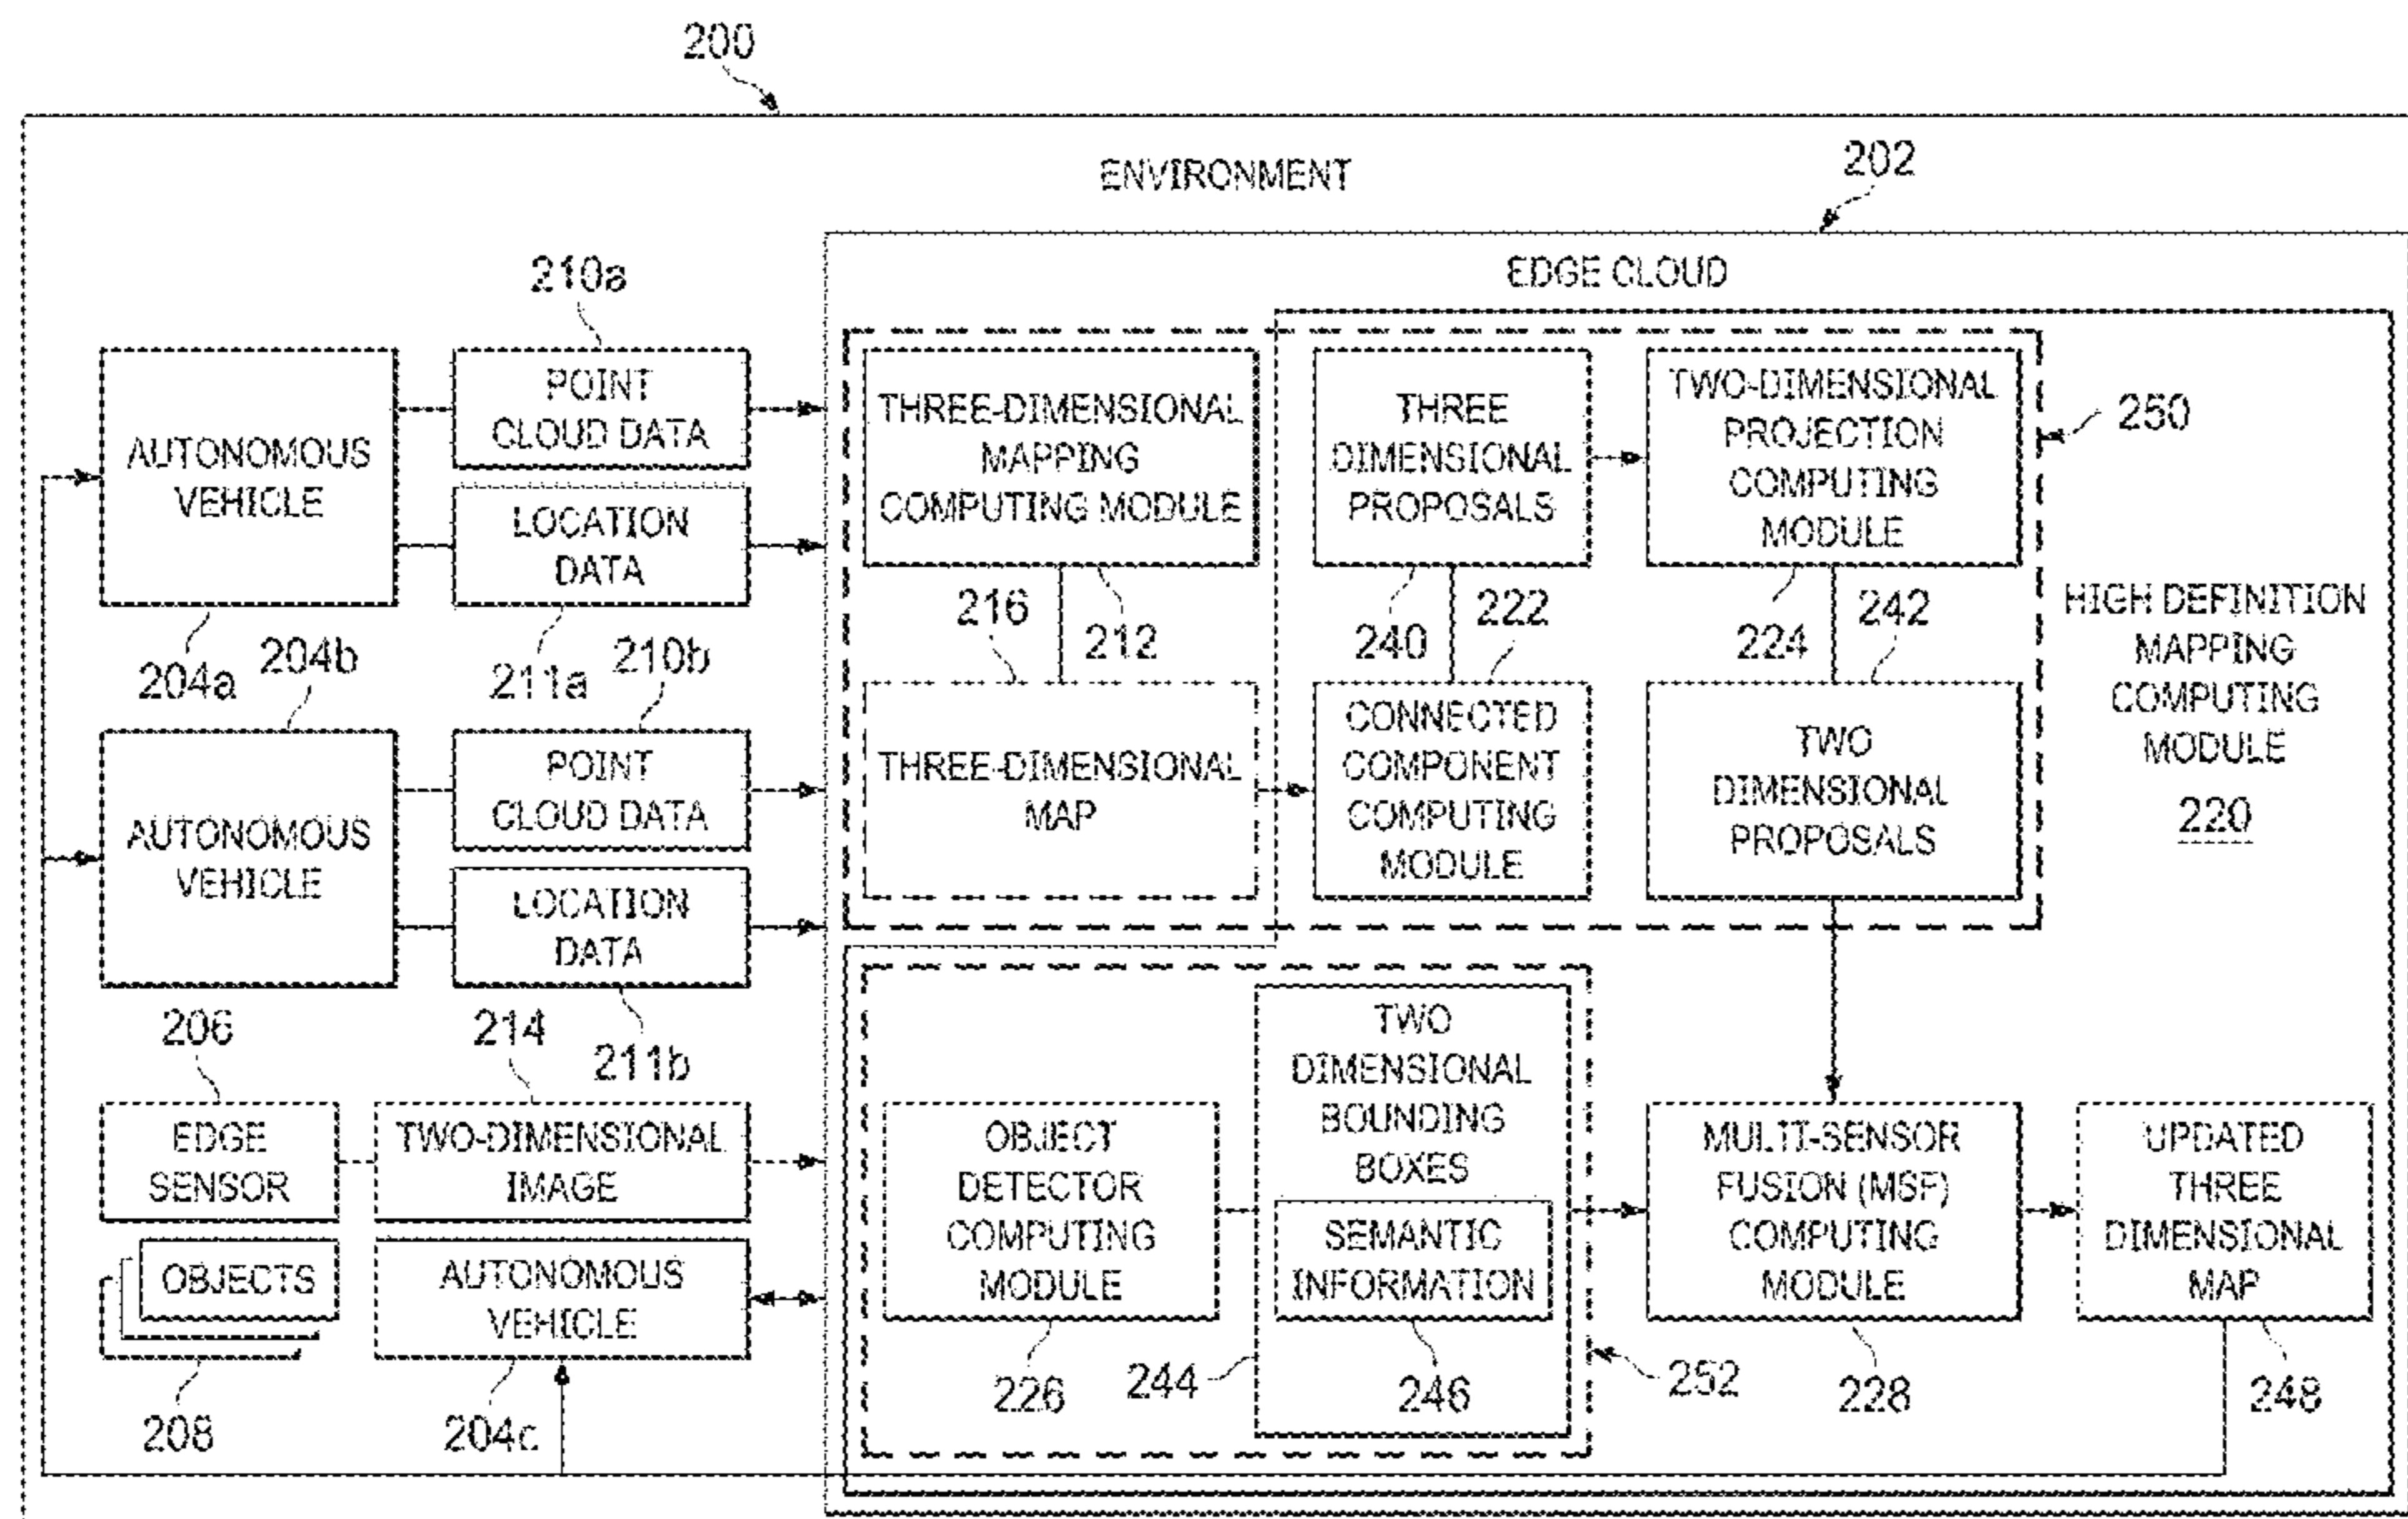 200
ENVIRONMENT
202
EDGE CLOUD
210a
AUTONOMOUS
VEHICLE
POINT
CLOUD DATA
LOCATION
DATA
THREE-DIMENSIONAL
MAPPING
COMPUTING MODULE
THREE
DIMENSIONAL
PROPOSALS
TWO-DIMENSIONAL
PROJECTION
COMPUTING
MODULE
250
204a
204b
211a
210b
216
212
240
222
224
242
HIGH DEFINITION
MAPPING
COMPUTING
MODULE
220
AUTONOMOUS
VEHICLE
POINT
CLOUD DATA
LOCATION
DATA
THREE-DIMENSIONAL
MAP
CONNECTED
COMPONENT
COMPUTING
MODULE
TWO
DIMENSIONAL
PROPOSALS
206
214
211b
EDGE
SENSOR
TWO-DIMENSIONAL
IMAGE
OBJECTS
AUTONOMOUS
VEHICLE
208
204c
OBJECT
DETECTOR
COMPUTING
MODULE
TWO
DIMENSIONAL
BOUNDING
BOXES
SEMANTIC
INFORMATION
MULIT-SENSOR
FUSION (MSF)
COMPUTING
MODULE
UPDATED
THREE
DIMENSIONAL
MAP
226
244
246
252
228
248